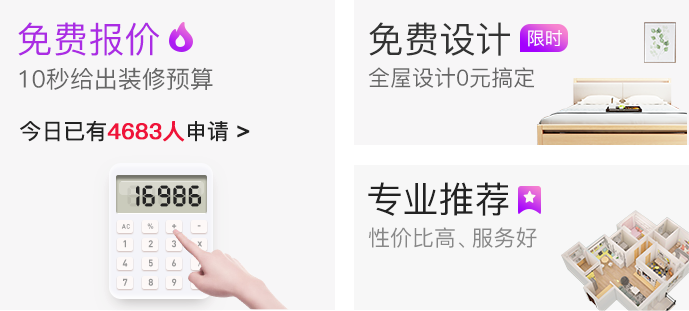 免费报价
10秒给出装修预算
今日已有4683人申请 >
16986
AC % + -
1 2 3 X
4 5 6
7 8 9
免费设计 限时
全屋设计0元搞定
专业推荐
性价比高、服务好